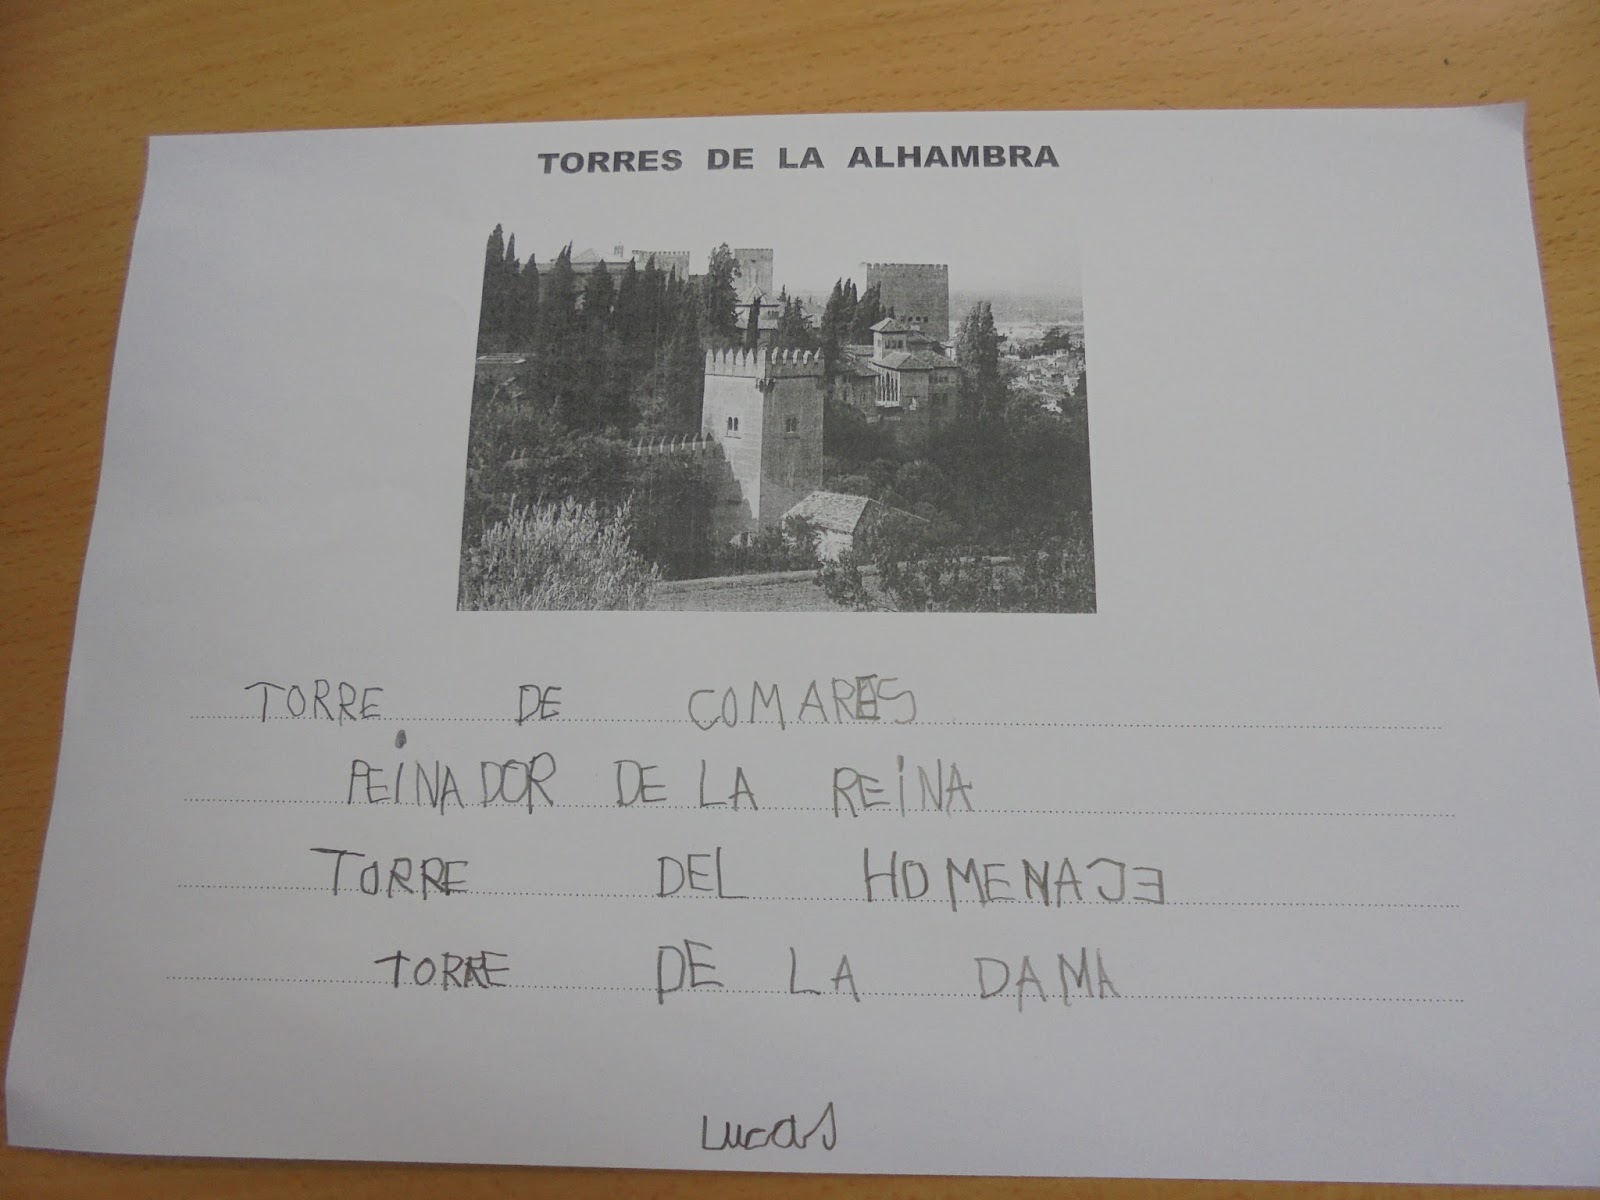 TORRES DE LA ALHAMBRA
TORRE DE COMARES
PEiNADOR DE LA REiNA
TORRE DEL HOMENAJE
TORRE DE LA DAMA
Lucas